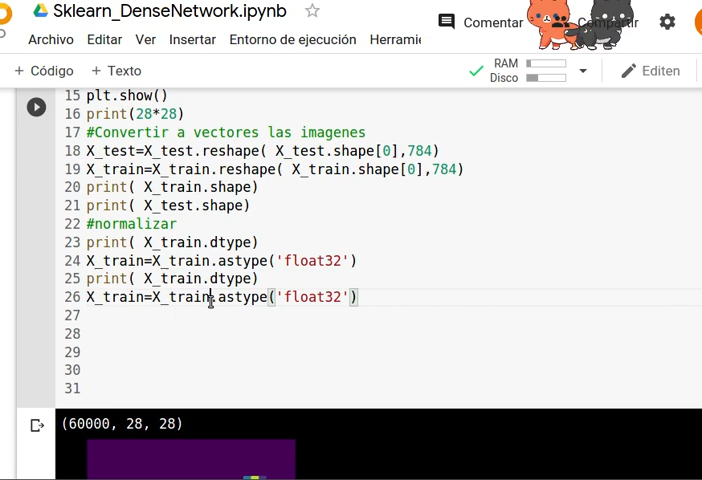 Sklearn_DenseNetwork.ipynb
Comentar
Compartir
Archivo Editar Ver Insertar Entorno de ejecución Herramie
+ Código + Texto
RAM
Disco
Editen
15 plt.show()
16 print(28*28)
17 #Convertir a vectores las imagenes
18 X_test=X_test.reshape( X_test.shape[0],784)
19 X_train=X_train.reshape( X_train.shape[0],784)
20 print( X_train.shape)
21 print( X_test.shape)
22 #normalizar
23 print( X_train.dtype)
24 X_train=X_train.astype('float32')
25 print( X_train.dtype)
26 X_train=X_train.astype('float32')
27
28
29
30
31
(60000, 28, 28)